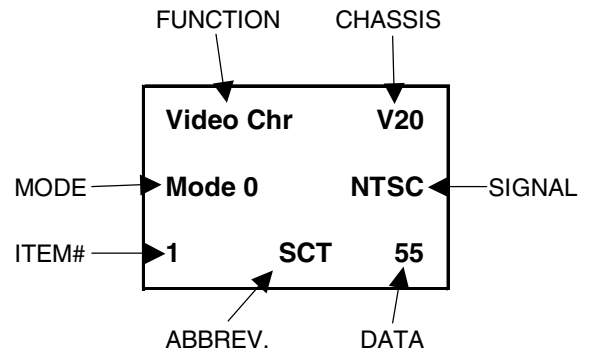 FUNCTION CHASSIS
Video Chr V20
MODE Mode 0 NTSC SIGNAL
ITEM# 1 SCT 55
ABBREV. DATA